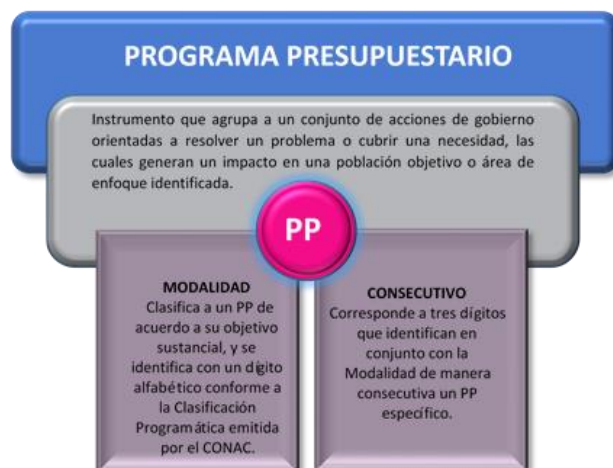 PROGRAMA PRESUPUESTARIO
Instrumento que agrupa a un conjunto de acciones de gobierno
orientadas a resolver un problema o cubrir una necesidad, las
cuales generan un impacto en una población objetivo o área de
enfoque identificada.
PP
MODALIDAD
Clasifica a un PP de
acuerdo a su objetivo
sustancial, y se
identifica con un dígito
alfabético conforme a
la Clasificación
Programática emitida
por el CONAC.
CONSECUTIVO
Corresponde a tres dígitos
que identifican en
conjunto con la
Modalidad de manera
consecutiva un PP
específico.